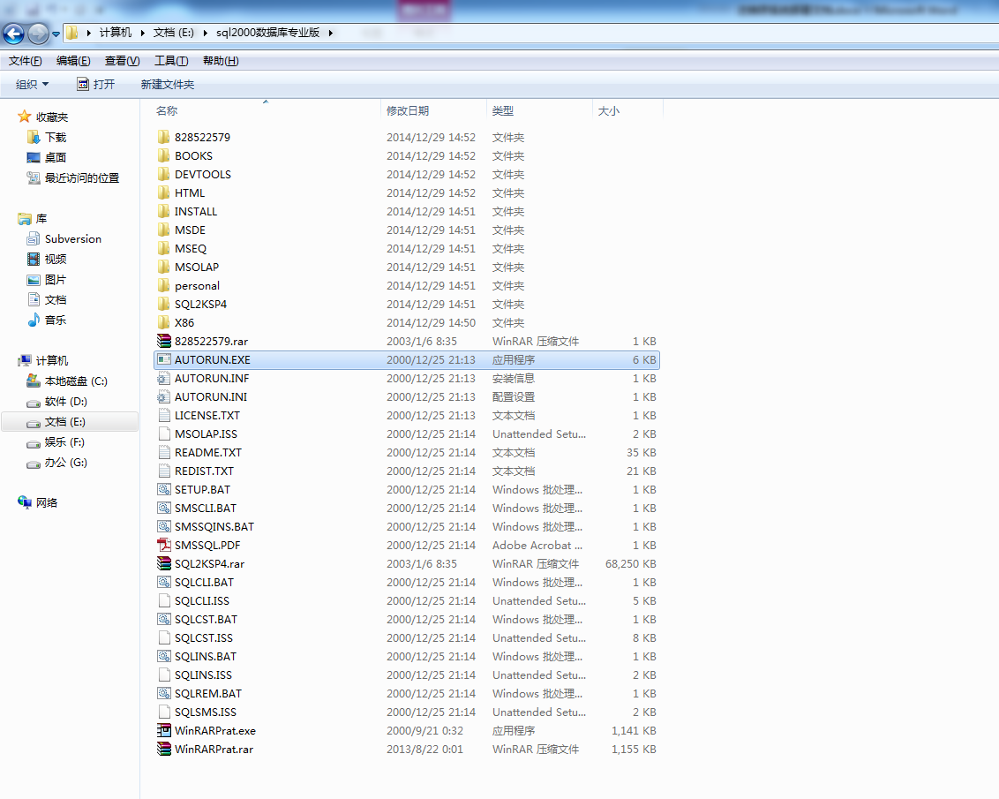 计算机 文档 (E:) sql2000数据库专业版
文件(F) 编辑(E) 查看(V) 工具(T) 帮助(H)
组织 打开 新建文件夹
收藏夹
下载
桌面
最近访问的位置
库
Subversion
视频
图片
文档
音乐
计算机
本地磁盘 (C:)
软件 (D:)
文档 (E:)
娱乐 (F:)
办公 (G:)
网络
名称 修改日期 类型 大小
828522579 2014/12/29 14:52 文件夹
BOOKS 2014/12/29 14:52 文件夹
DEVTOOLS 2014/12/29 14:52 文件夹
HTML 2014/12/29 14:52 文件夹
INSTALL 2014/12/29 14:51 文件夹
MSDE 2014/12/29 14:51 文件夹
MSEQ 2014/12/29 14:51 文件夹
MSOLAP 2014/12/29 14:51 文件夹
personal 2014/12/29 14:51 文件夹
SQL2KSP4 2014/12/29 14:51 文件夹
X86 2014/12/29 14:50 文件夹
828522579.rar 2003/1/6 8:35 WinRAR 压缩文件 1 KB
AUTORUN.EXE 2000/12/25 21:13 应用程序 6 KB
AUTORUN.INF 2000/12/25 21:13 安装信息 1 KB
AUTORUN.INI 2000/12/25 21:13 配置设置 1 KB
LICENSE.TXT 2000/12/25 21:13 文本文档 1 KB
MSOLAP.ISS 2000/12/25 21:14 Unattended Setu... 2 KB
README.TXT 2000/12/25 21:14 文本文档 35 KB
REDIST.TXT 2000/12/25 21:14 文本文档 21 KB
SETUP.BAT 2000/12/25 21:14 Windows 批处理... 1 KB
SMSCLI.BAT 2000/12/25 21:14 Windows 批处理... 1 KB
SMSSQINS.BAT 2000/12/25 21:14 Windows 批处理... 1 KB
SMSSQL.PDF 2000/12/25 21:14 Adobe Acrobat ... 1 KB
SQL2KSP4.rar 2003/1/6 8:35 WinRAR 压缩文件 68,250 KB
SQLCLI.BAT 2000/12/25 21:14 Windows 批处理... 1 KB
SQLCLI.ISS 2000/12/25 21:14 Unattended Setu... 5 KB
SQLCST.BAT 2000/12/25 21:14 Windows 批处理... 1 KB
SQLCST.ISS 2000/12/25 21:14 Unattended Setu... 8 KB
SQLINS.BAT 2000/12/25 21:14 Windows 批处理... 1 KB
SQLINS.ISS 2000/12/25 21:14 Unattended Setu... 2 KB
SQLREM.BAT 2000/12/25 21:14 Windows 批处理... 1 KB
SQLSMS.ISS 2000/12/25 21:14 Unattended Setu... 2 KB
WinRARPrat.exe 2000/9/21 0:32 应用程序 1,141 KB
WinRARPrat.rar 2013/8/22 0:01 WinRAR 压缩文件 1,155 KB